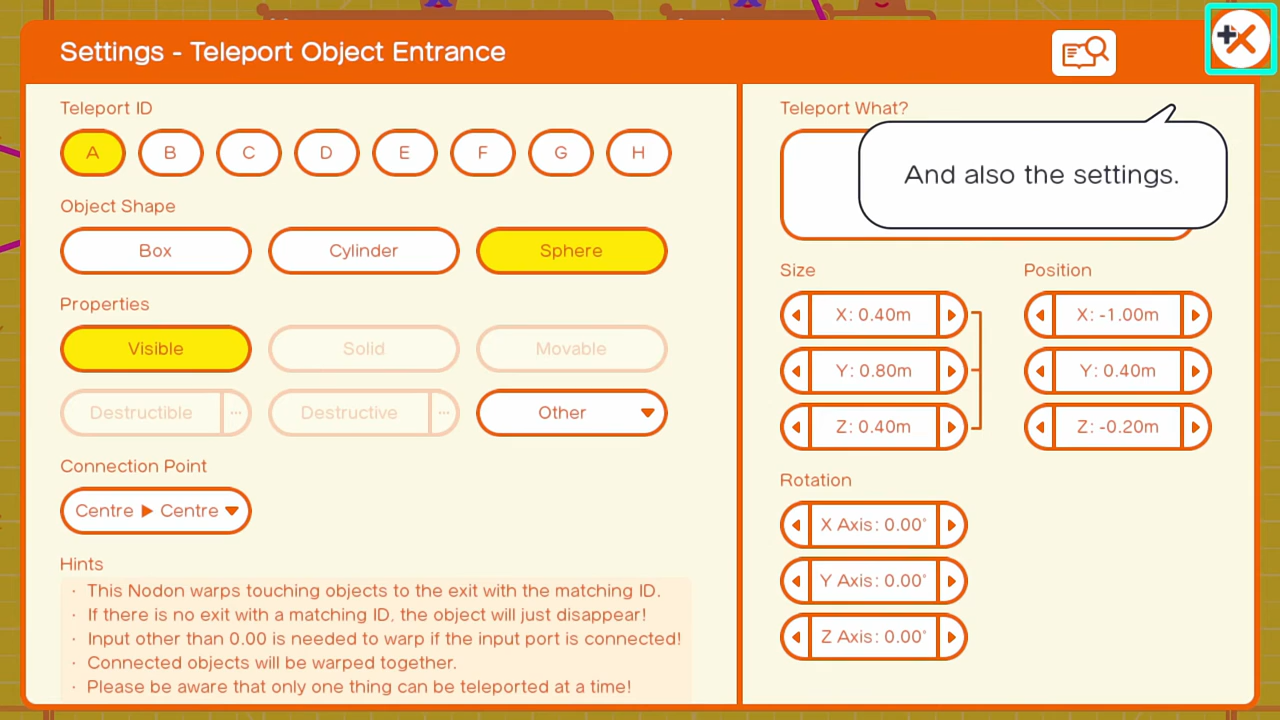 Settings - Teleport Object Entrance
Teleport ID
A B C D E F G H
Object Shape
Box Cylinder Sphere
Properties
Visible Solid Movable
Destructible ... Destructive ... Other
Connection Point
Centre ▶ Centre
Hints
· This Nodon warps touching objects to the exit with the matching ID.
· If there is no exit with a matching ID, the object will just disappear!
· Input other than 0.00 is needed to warp if the input port is connected!
· Connected objects will be warped together.
· Please be aware that only one thing can be teleported at a time!
Teleport What?
And also the settings.
Size
X: 0.40m
Y: 0.80m
Z: 0.40m
Position
X: -1.00m
Y: 0.40m
Z: -0.20m
Rotation
X Axis: 0.00°
Y Axis: 0.00°
Z Axis: 0.00°